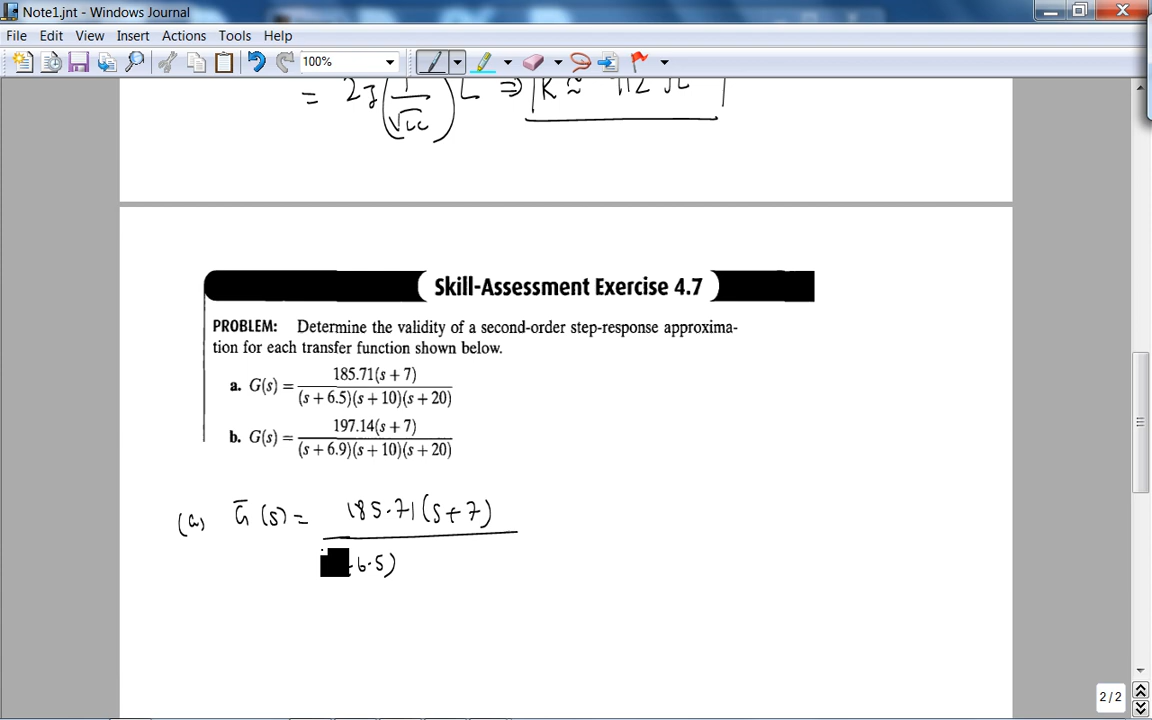 Note1.jnt - Windows Journal
File Edit View Insert Actions Tools Help
100%
Skill-Assessment Exercise 4.7
PROBLEM: Determine the validity of a second-order step-response approxima-
tion for each transfer function shown below.
a. G(s) = 185.71(s + 7) / (s + 6.5)(s + 10)(s + 20)
b. G(s) = 197.14(s + 7) / (s + 6.9)(s + 10)(s + 20)
(a) G(s) = 185.71(s+7)
6.5)
2/2